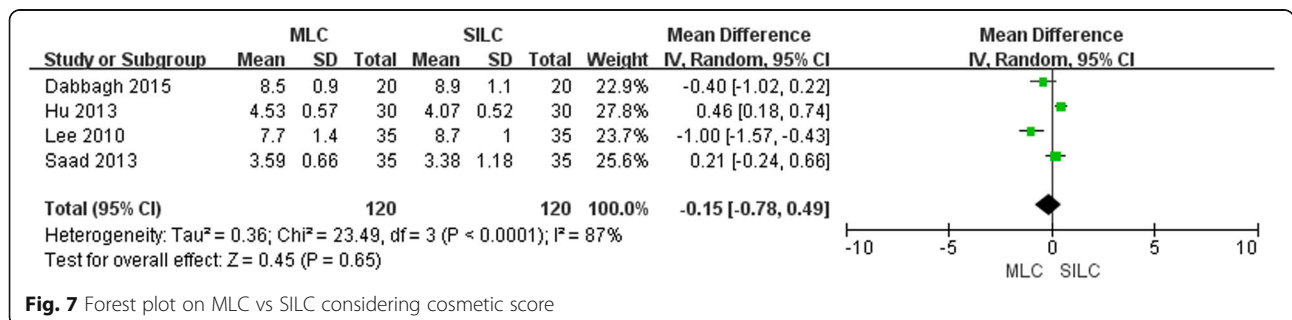 MLC SILC Mean Difference Mean Difference
Study or Subgroup Mean SD Total Mean SD Total Weight IV, Random, 95% CI IV, Random, 95% CI
Dabbagh 2015 8.5 0.9 20 8.9 1.1 20 22.9% -0.40 [-1.02, 0.22]
Hu 2013 4.53 0.57 30 4.07 0.52 30 27.8% 0.46 [0.18, 0.74]
Lee 2010 7.7 1.4 35 8.7 1 35 23.7% -1.00 [-1.57, -0.43]
Saad 2013 3.59 0.66 35 3.38 1.18 35 25.6% 0.21 [-0.24, 0.66]
Total (95% CI) 120 120 100.0% -0.15 [-0.78, 0.49]
Heterogeneity: Tau² = 0.36; Chi² = 23.49, df = 3 (P < 0.0001); I² = 87%
Test for overall effect: Z = 0.45 (P = 0.65)
-10 -5 0 5 10
MLC SILC
Fig. 7 Forest plot on MLC vs SILC considering cosmetic score